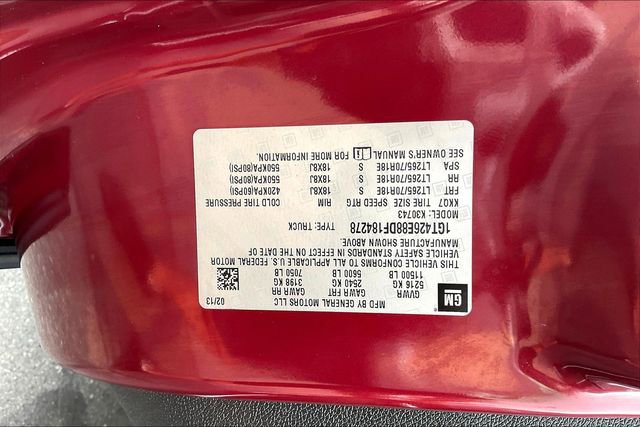 GM
MFD BY GENERAL MOTORS LLC 02/13
GVWR GAWR FRT GAWR RR
5216 KG 2540 KG 3198 KG
11500 LB 5600 LB 7050 LB
THIS VEHICLE CONFORMS TO ALL APPLICABLE U.S. FEDERAL MOTOR
VEHICLE SAFETY STANDARDS IN EFFECT ON THE DATE OF
MANUFACTURE SHOWN ABOVE.
1GT426E88DF184278 TYPE: TRUCK
MODEL: K30743
KKQ7 TIRE SIZE SPEED RTG RIM COLD TIRE PRESSURE
FRT LT265/70R18E S 18X8J 420KPA(60PSI)
RR LT265/70R18E S 18X8J 550KPA(80PSI)
SPA LT265/70R18E S 18X8J 550KPA(80PSI)
SEE OWNER'S MANUAL FOR MORE INFORMATION.